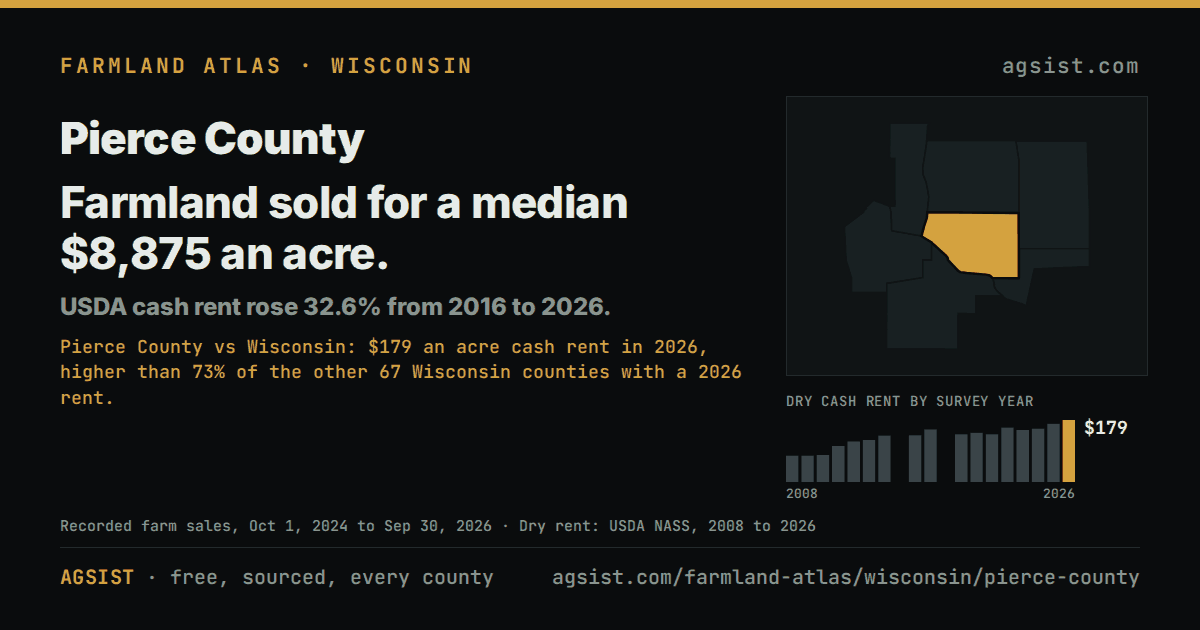 FARMLAND ATLAS · WISCONSIN
agsist.com
Pierce County
Farmland sold for a median
$8,875 an acre.
USDA cash rent rose 32.6% from 2016 to 2026.
Pierce County vs Wisconsin: $179 an acre cash rent in 2026,
higher than 73% of the other 67 Wisconsin counties with a 2026
rent.
DRY CASH RENT BY SURVEY YEAR
$179
2008
2026
Recorded farm sales, Oct 1, 2024 to Sep 30, 2026 · Dry rent: USDA NASS, 2008 to 2026
AGSIST · free, sourced, every county
agsist.com/farmland-atlas/wisconsin/pierce-county